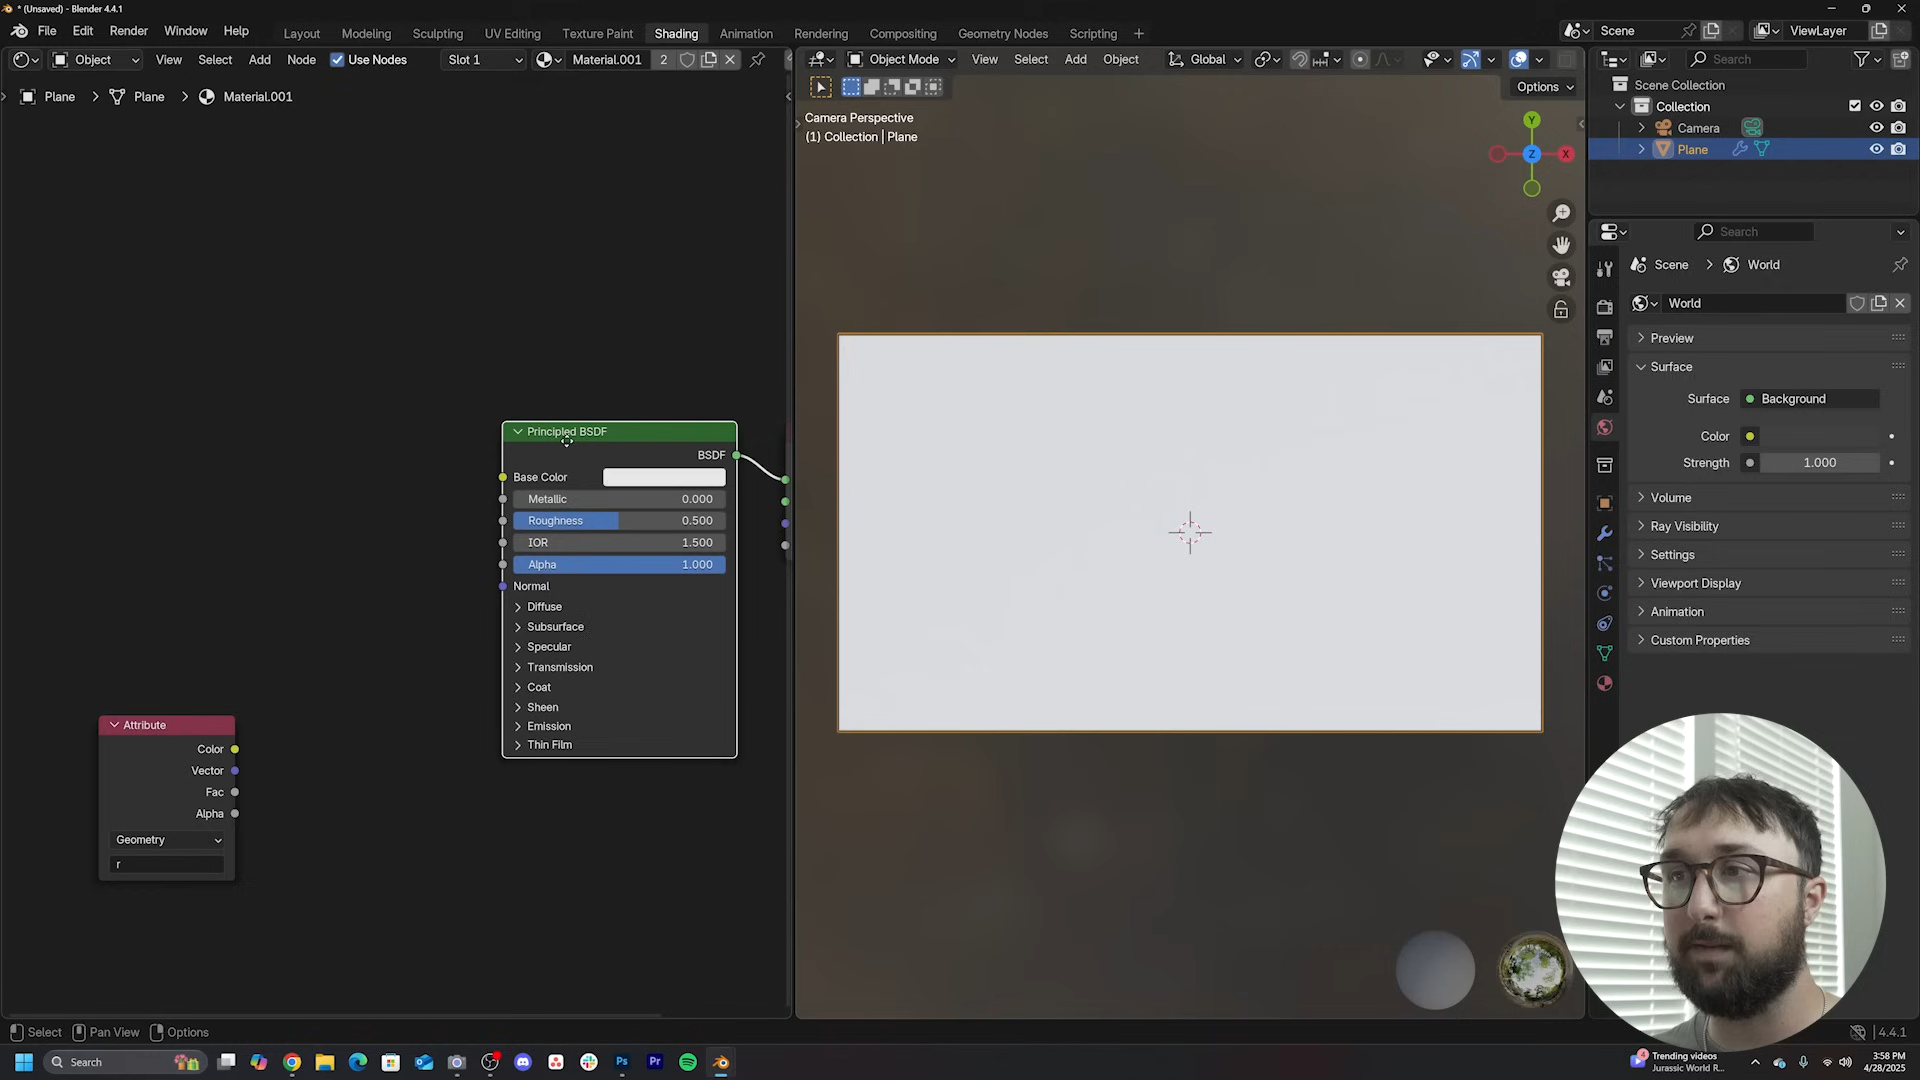 * (Unsaved) - Blender 4.4.1
File Edit Render Window Help
Layout Modeling Sculpting UV Editing Texture Paint Shading Animation Rendering Compositing Geometry Nodes Scripting +
Scene
ViewLayer
Object View Select Add Node Use Nodes Slot 1 Material.001 2
Object Mode View Select Add Object Global
Search
Plane > Plane > Material.001
Options
Scene Collection
Collection
Camera
Plane
Camera Perspective
(1) Collection | Plane
Y
Z
X
Search
Scene > World
World
Preview
Surface
Surface Background
Color
Strength 1.000
Volume
Ray Visibility
Settings
Viewport Display
Animation
Custom Properties
Principled BSDF
BSDF
Base Color
Metallic 0.000
Roughness 0.500
IOR 1.500
Alpha 1.000
Normal
Diffuse
Subsurface
Specular
Transmission
Coat
Sheen
Emission
Thin Film
Attribute
Color
Vector
Fac
Alpha
Geometry
r
Select Pan View Options
4.4.1
Search
4
Trending videos
Jurassic World R...
3:58 PM
4/28/2025